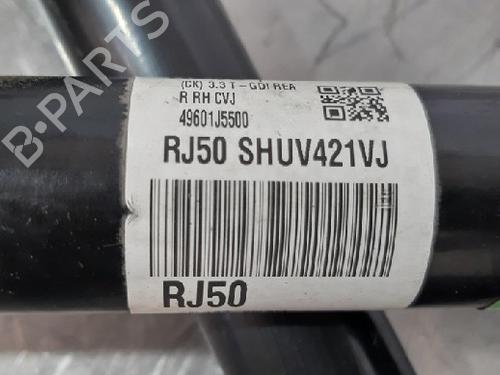 (CK) 3.3 T - GDI REA
R RH CVJ
49601J5500
RJ50 SHUV421VJ
RJ50
B-PARTS